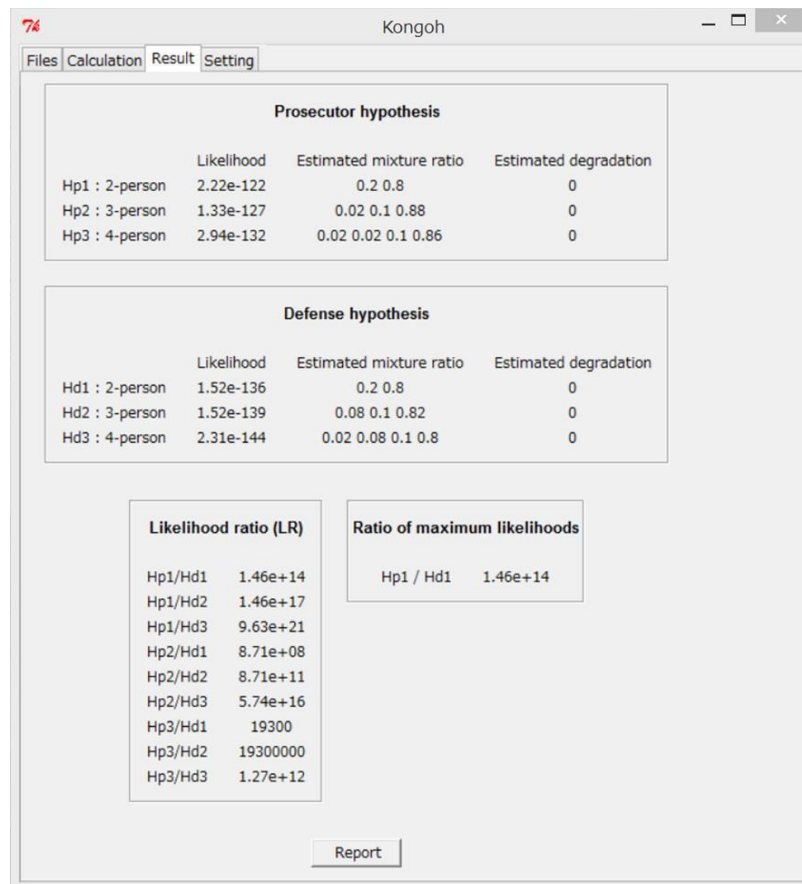 Kongoh
Files Calculation Result Setting
Prosecutor hypothesis
Likelihood Estimated mixture ratio Estimated degradation
Hp1 : 2-person 2.22e-122 0.2 0.8 0
Hp2 : 3-person 1.33e-127 0.02 0.1 0.88 0
Hp3 : 4-person 2.94e-132 0.02 0.02 0.1 0.86 0
Defense hypothesis
Likelihood Estimated mixture ratio Estimated degradation
Hd1 : 2-person 1.52e-136 0.2 0.8 0
Hd2 : 3-person 1.52e-139 0.08 0.1 0.82 0
Hd3 : 4-person 2.31e-144 0.02 0.08 0.1 0.8 0
Likelihood ratio (LR)
Hp1/Hd1 1.46e+14
Hp1/Hd2 1.46e+17
Hp1/Hd3 9.63e+21
Hp2/Hd1 8.71e+08
Hp2/Hd2 8.71e+11
Hp2/Hd3 5.74e+16
Hp3/Hd1 19300
Hp3/Hd2 19300000
Hp3/Hd3 1.27e+12
Ratio of maximum likelihoods
Hp1 / Hd1 1.46e+14
Report